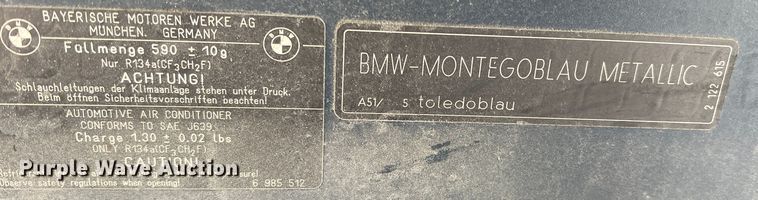 BAYERISCHE MOTOREN WERKE AG
MÜNCHEN, GERMANY
Füllmenge 590 ± 10g
Nur R134a(CF3CH2F)
ACHTUNG!
Schlauchleitungen der Klimaanlage stehen unter Druck.
Beim öffnen Sicherheitsvorschriften beachten!
AUTOMOTIVE AIR CONDITIONER
CONFORMS TO SAE J639
Charge 1.30 ± 0.02 lbs
ONLY R134a(CF3CH2F)
CAUTION!
Observe safety regulations when opening!
6 985 512
BMW-MONTEGOBLAU METALLIC
A51/ 5 toledoblau
2 122 615
Purple Wave Auction